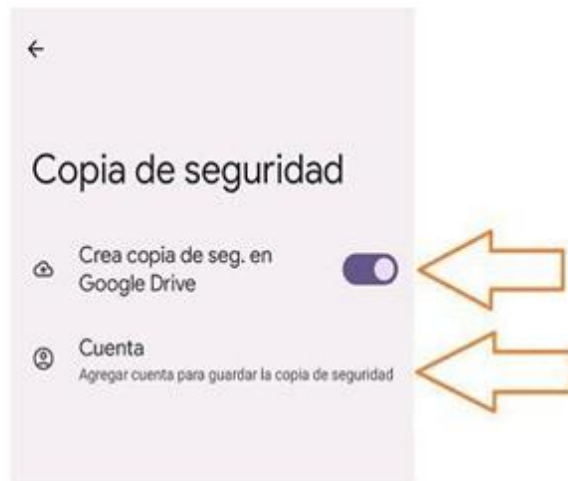 Copia de seguridad
Crea copia de seg. en
Google Drive
Cuenta
Agregar cuenta para guardar la copia de seguridad